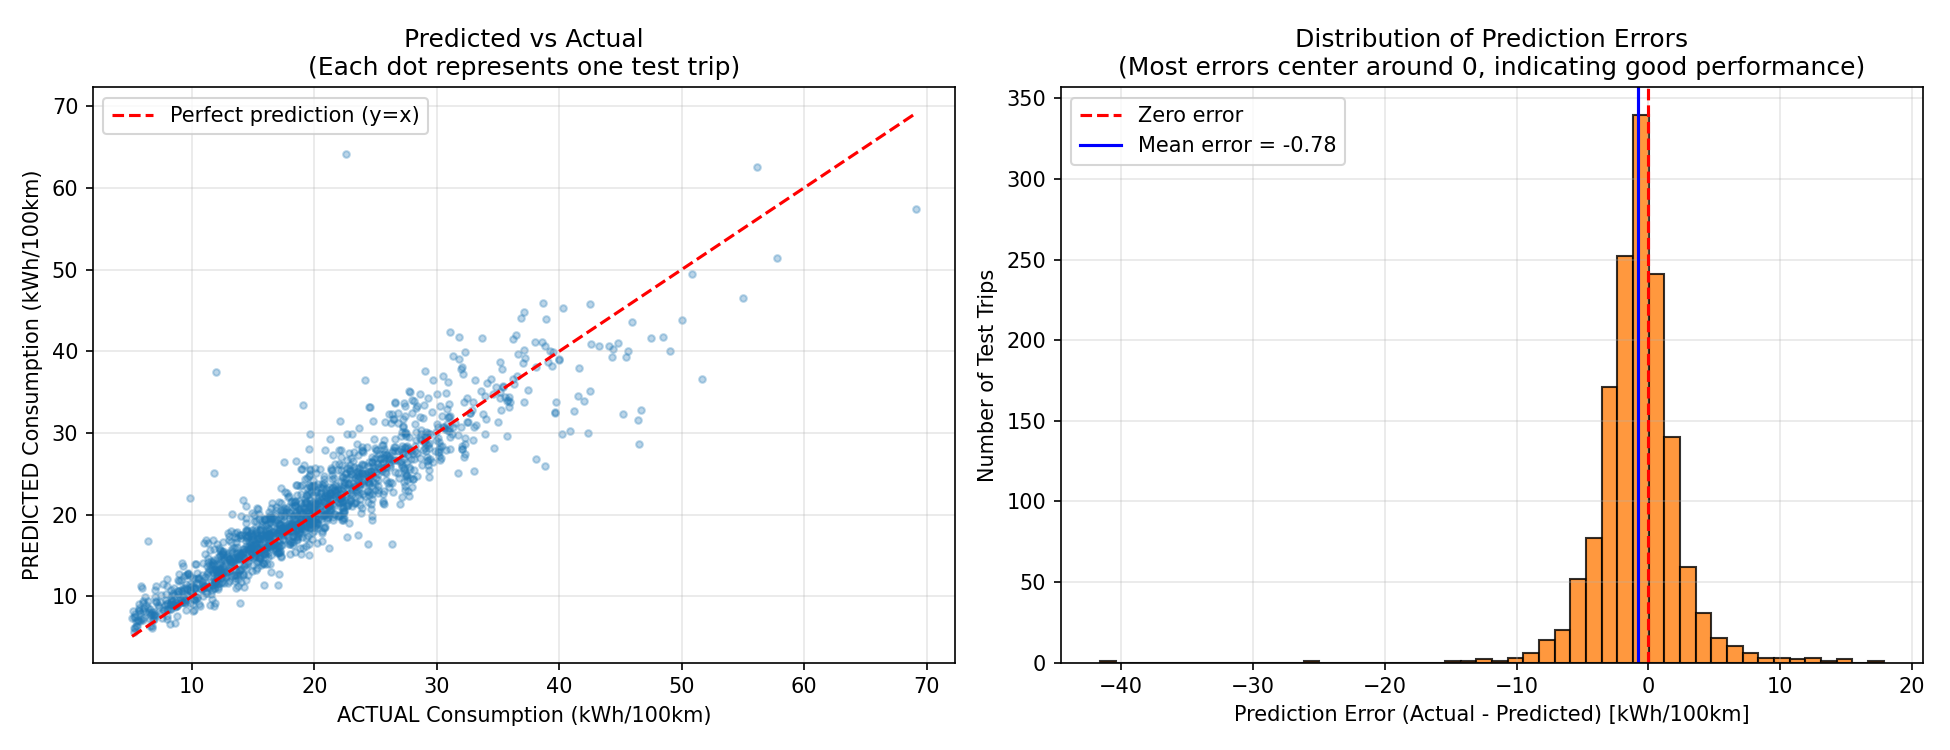 Predicted vs Actual
(Each dot represents one test trip)
Perfect prediction (y=x)
70
60
50
40
30
20
10
PREDICTED Consumption (kWh/100km)
10 20 30 40 50 60 70
ACTUAL Consumption (kWh/100km)
Distribution of Prediction Errors
(Most errors center around 0, indicating good performance)
Zero error
Mean error = -0.78
350
300
250
200
150
100
50
0
Number of Test Trips
−40 −30 −20 −10 0 10 20
Prediction Error (Actual - Predicted) [kWh/100km]